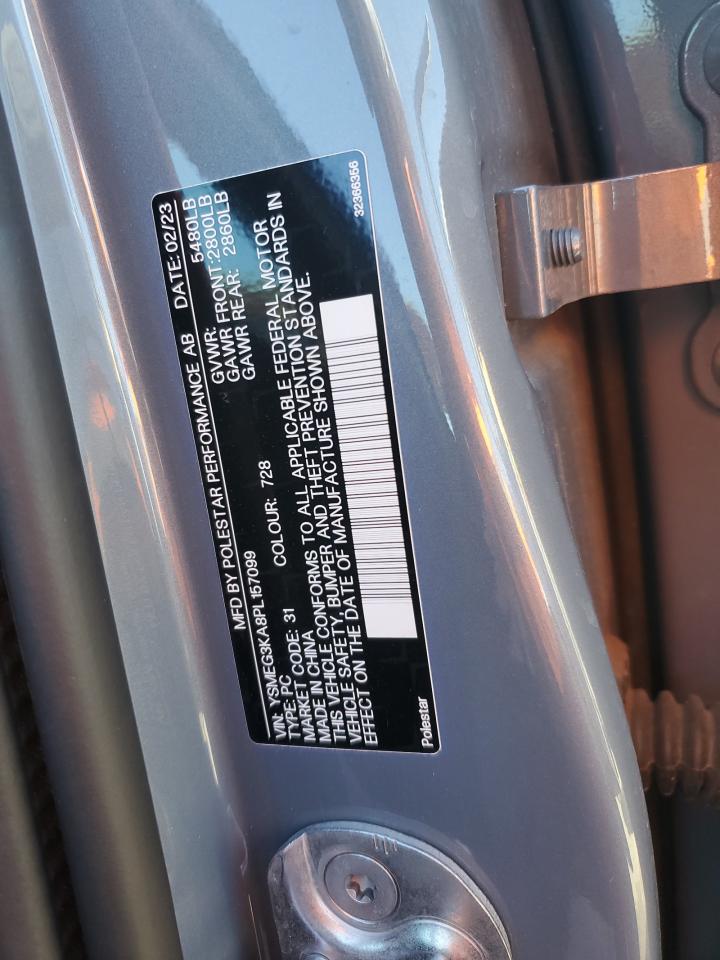 MFD BY POLESTAR PERFORMANCE AB DATE: 02/23
GVWR: 5480LB
GAWR FRONT:2800LB
GAWR REAR: 2860LB
VIN: YSMEG3KA8PL157099
TYPE: PC
MARKET CODE: 31 COLOUR: 728
MADE IN CHINA
THIS VEHICLE CONFORMS TO ALL APPLICABLE FEDERAL MOTOR
VEHICLE SAFETY, BUMPER AND THEFT PREVENTION STANDARDS IN
EFFECT ON THE DATE OF MANUFACTURE SHOWN ABOVE.
Polestar 32366356